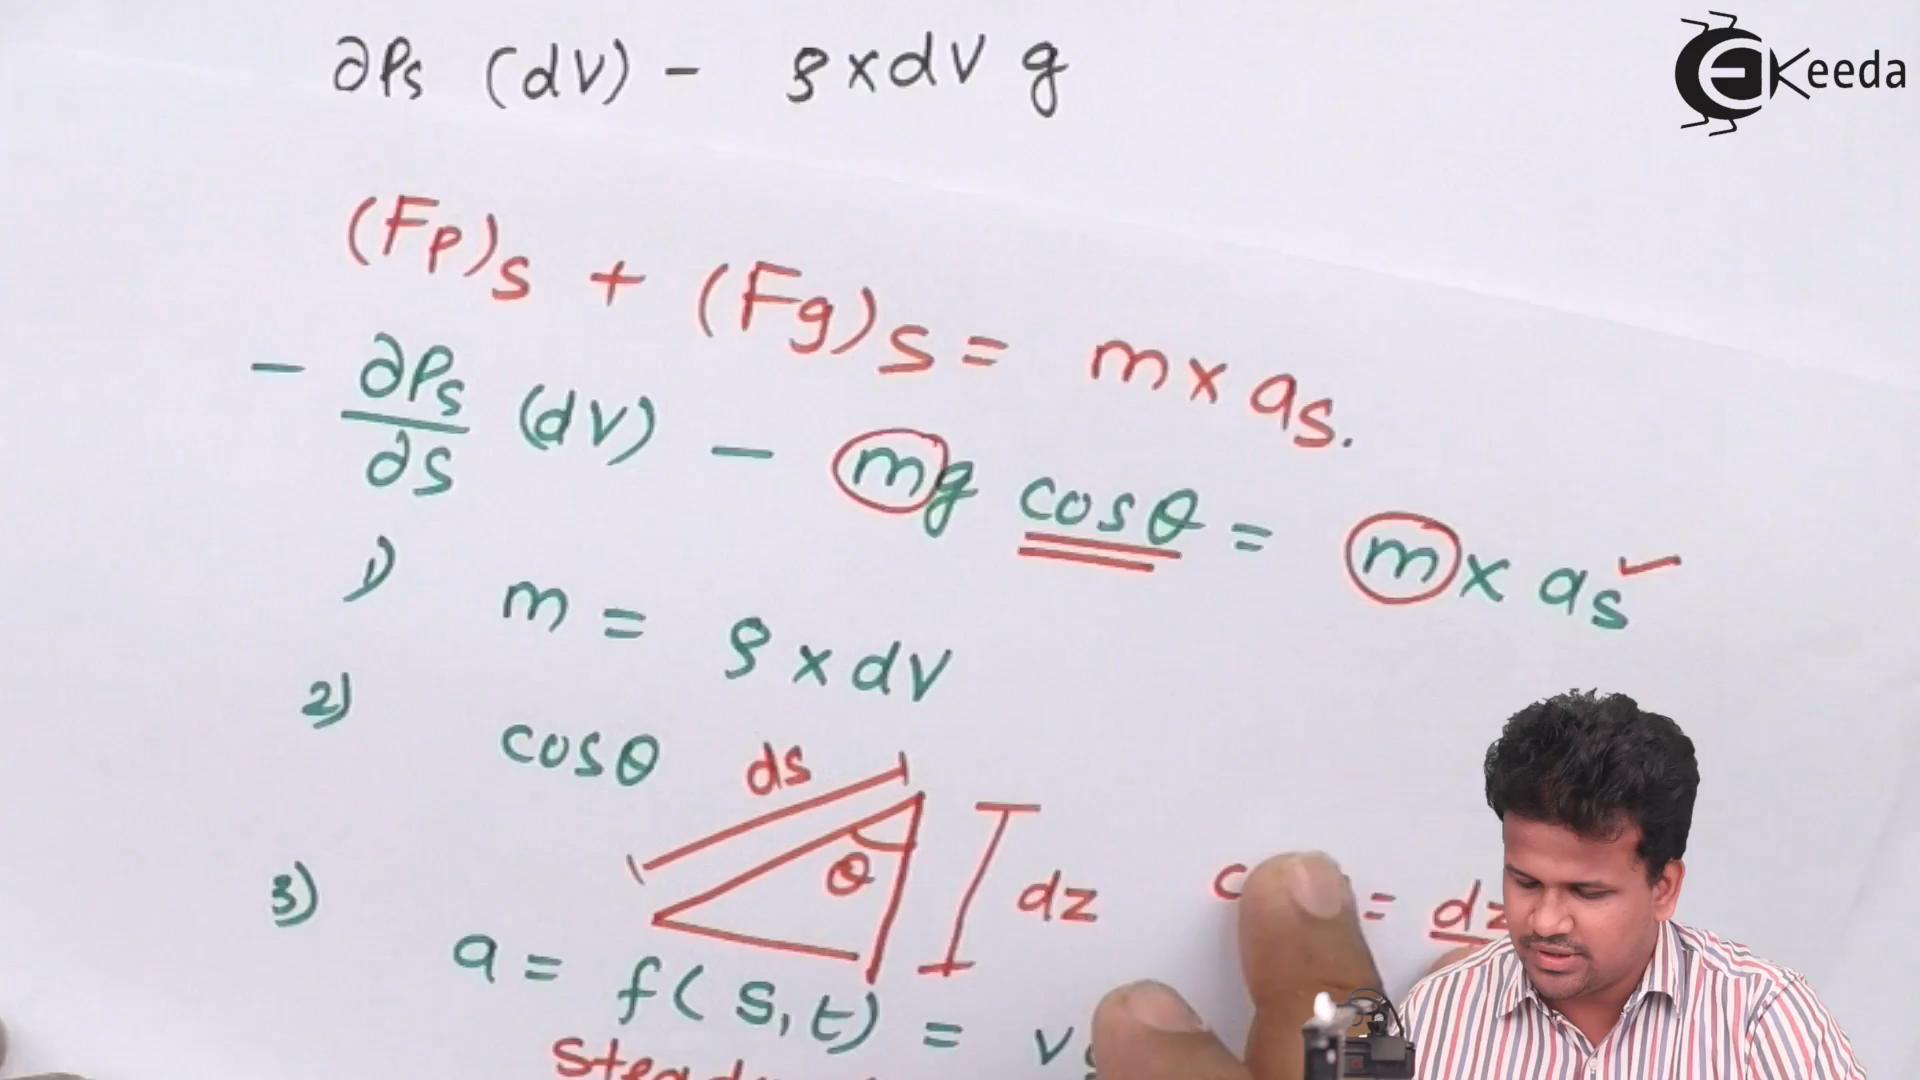 ∂Ps (dV) - ρ x dV g
Ekeeda
(Fp)s + (Fg)s = m x as.
- ∂Ps/∂s (dV) - mg cosθ = m x as
1) m = ρ x dV
2) cosθ ds θ dz = dz
3) a = f(s,t) =